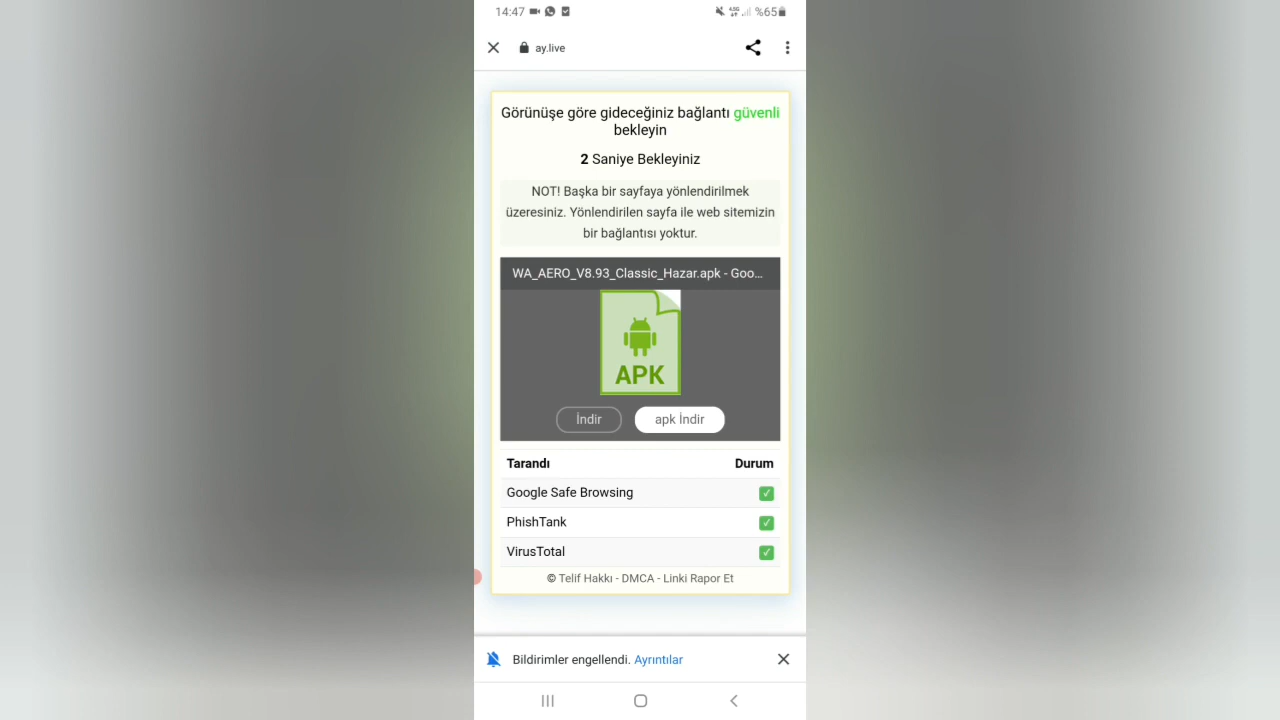 14:47
4.5G
%65
ay.live
Görünüşe göre gideceğiniz bağlantı güvenli
bekleyin
2 Saniye Bekleyiniz
NOT! Başka bir sayfaya yönlendirilmek
üzeresiniz. Yönlendirilen sayfa ile web sitemizin
bir bağlantısı yoktur.
WA_AERO_V8.93_Classic_Hazar.apk - Goo...
APK
İndir
apk İndir
Tarandı Durum
Google Safe Browsing
PhishTank
VirusTotal
© Telif Hakkı - DMCA - Linki Rapor Et
Bildirimler engellendi. Ayrıntılar